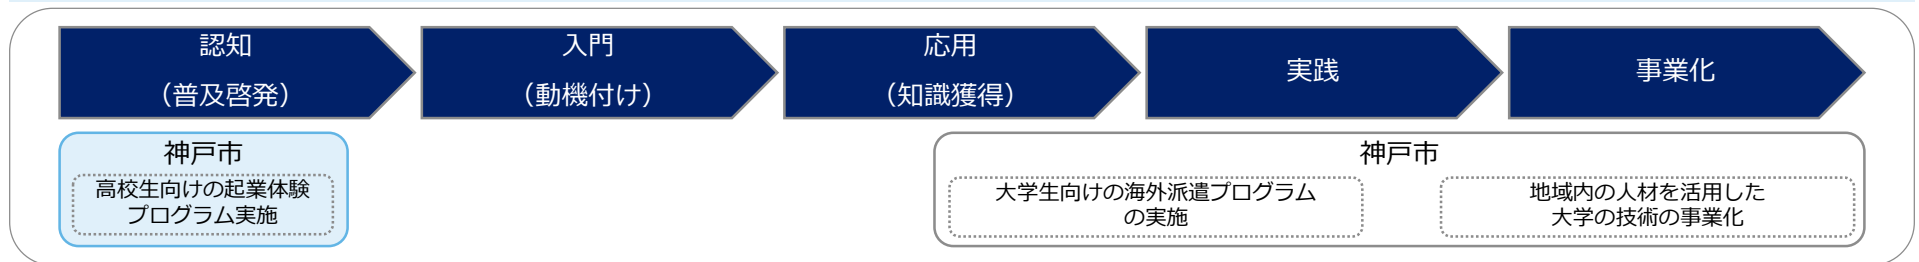 認知
（普及啓発）
入門
（動機付け）
応用
（知識獲得）
実践
事業化
神戸市
高校生向けの起業体験
プログラム実施
神戸市
大学生向けの海外派遣プログラム
の実施
地域内の人材を活用した
大学の技術の事業化